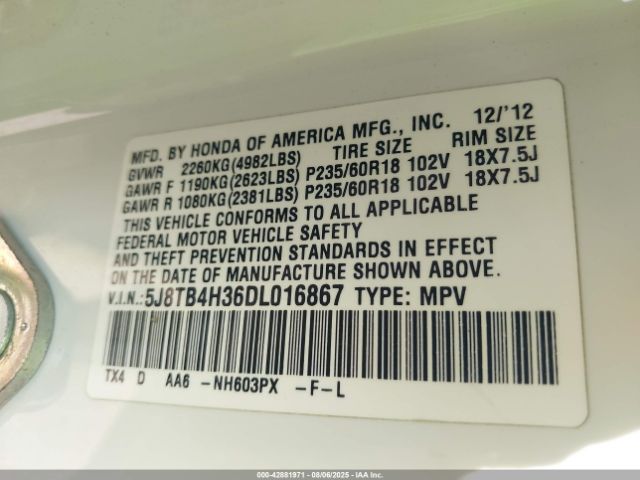 MFD. BY HONDA OF AMERICA MFG., INC. 12/'12
GVWR 2260KG(4982LBS) TIRE SIZE RIM SIZE
GAWR F 1190KG(2623LBS) P235/60R18 102V 18X7.5J
GAWR R 1080KG(2381LBS) P235/60R18 102V 18X7.5J
THIS VEHICLE CONFORMS TO ALL APPLICABLE
FEDERAL MOTOR VEHICLE SAFETY
AND THEFT PREVENTION STANDARDS IN EFFECT
ON THE DATE OF MANUFACTURE SHOWN ABOVE.
V.I.N.:5J8TB4H36DL016867 TYPE: MPV
TX4 D AA6 -NH603PX -F-L
000-42881971 - 08/06/2025 - IAA Inc.